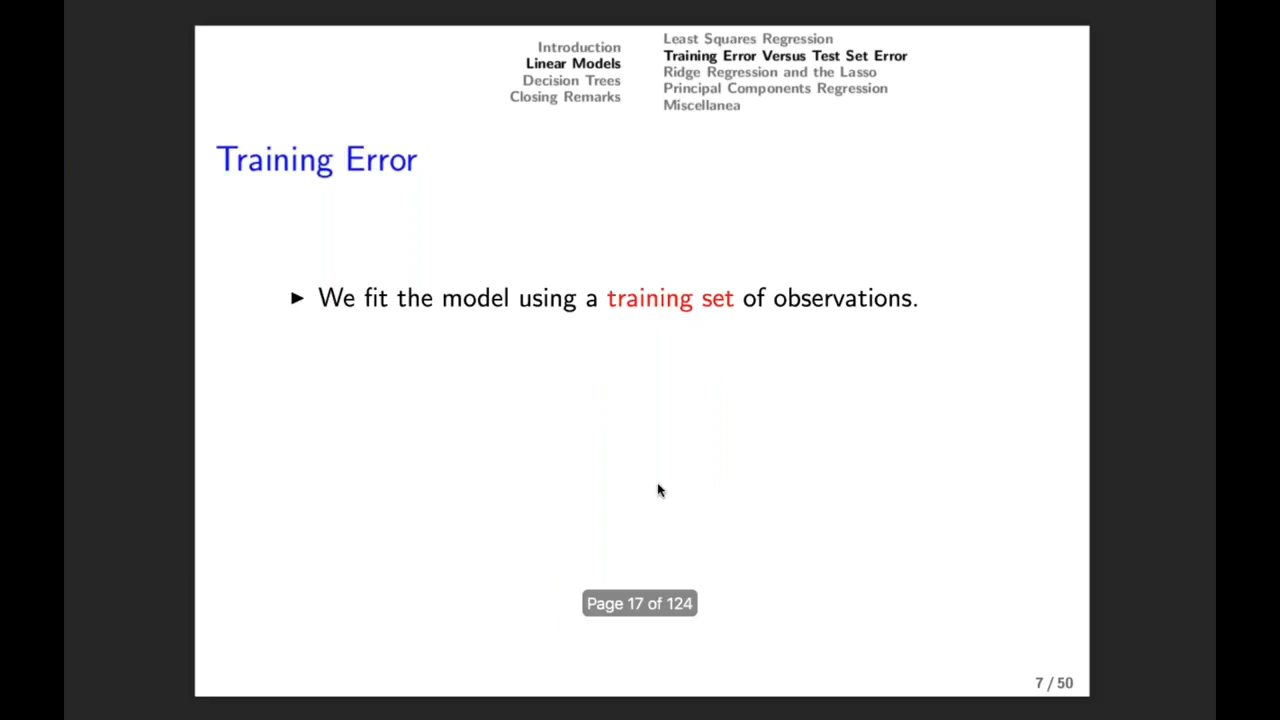 Introduction
Linear Models
Decision Trees
Closing Remarks
Least Squares Regression
Training Error Versus Test Set Error
Ridge Regression and the Lasso
Principal Components Regression
Miscellanea
Training Error
▶ We fit the model using a training set of observations.
Page 17 of 124
7 / 50